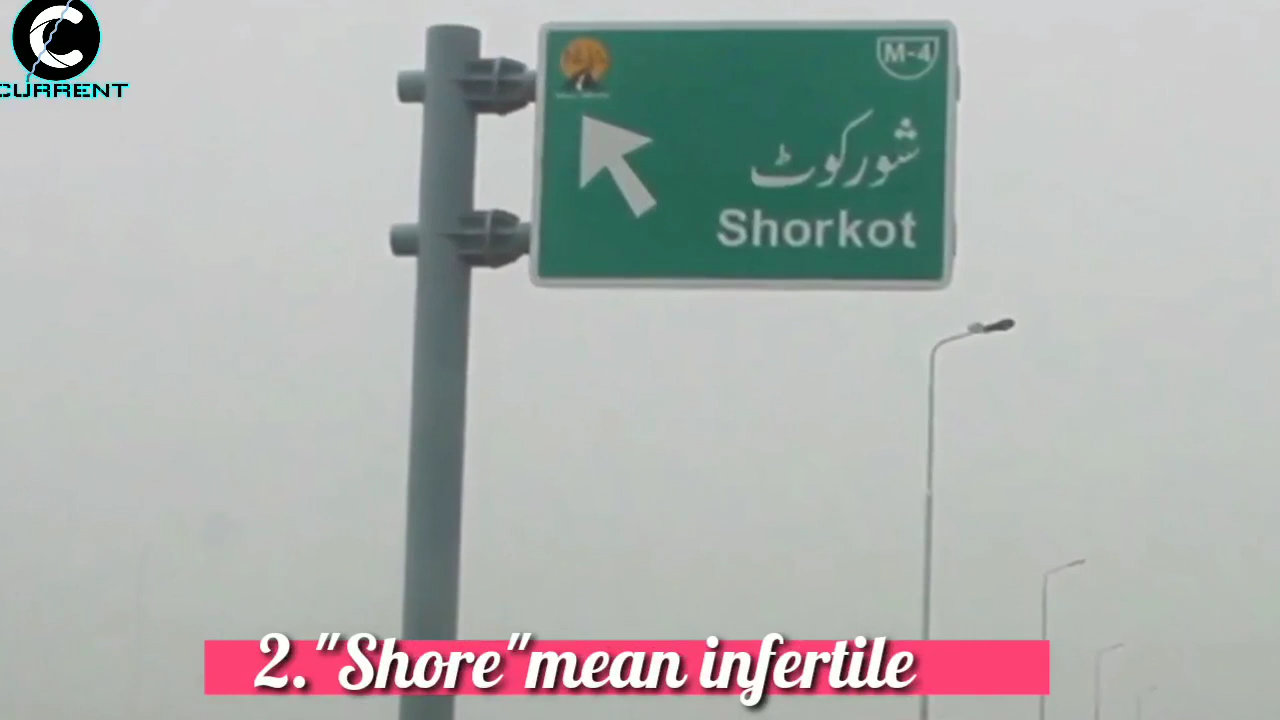 CURRENT
M-4
شورکوٹ
Shorkot
2."Shore"mean infertile